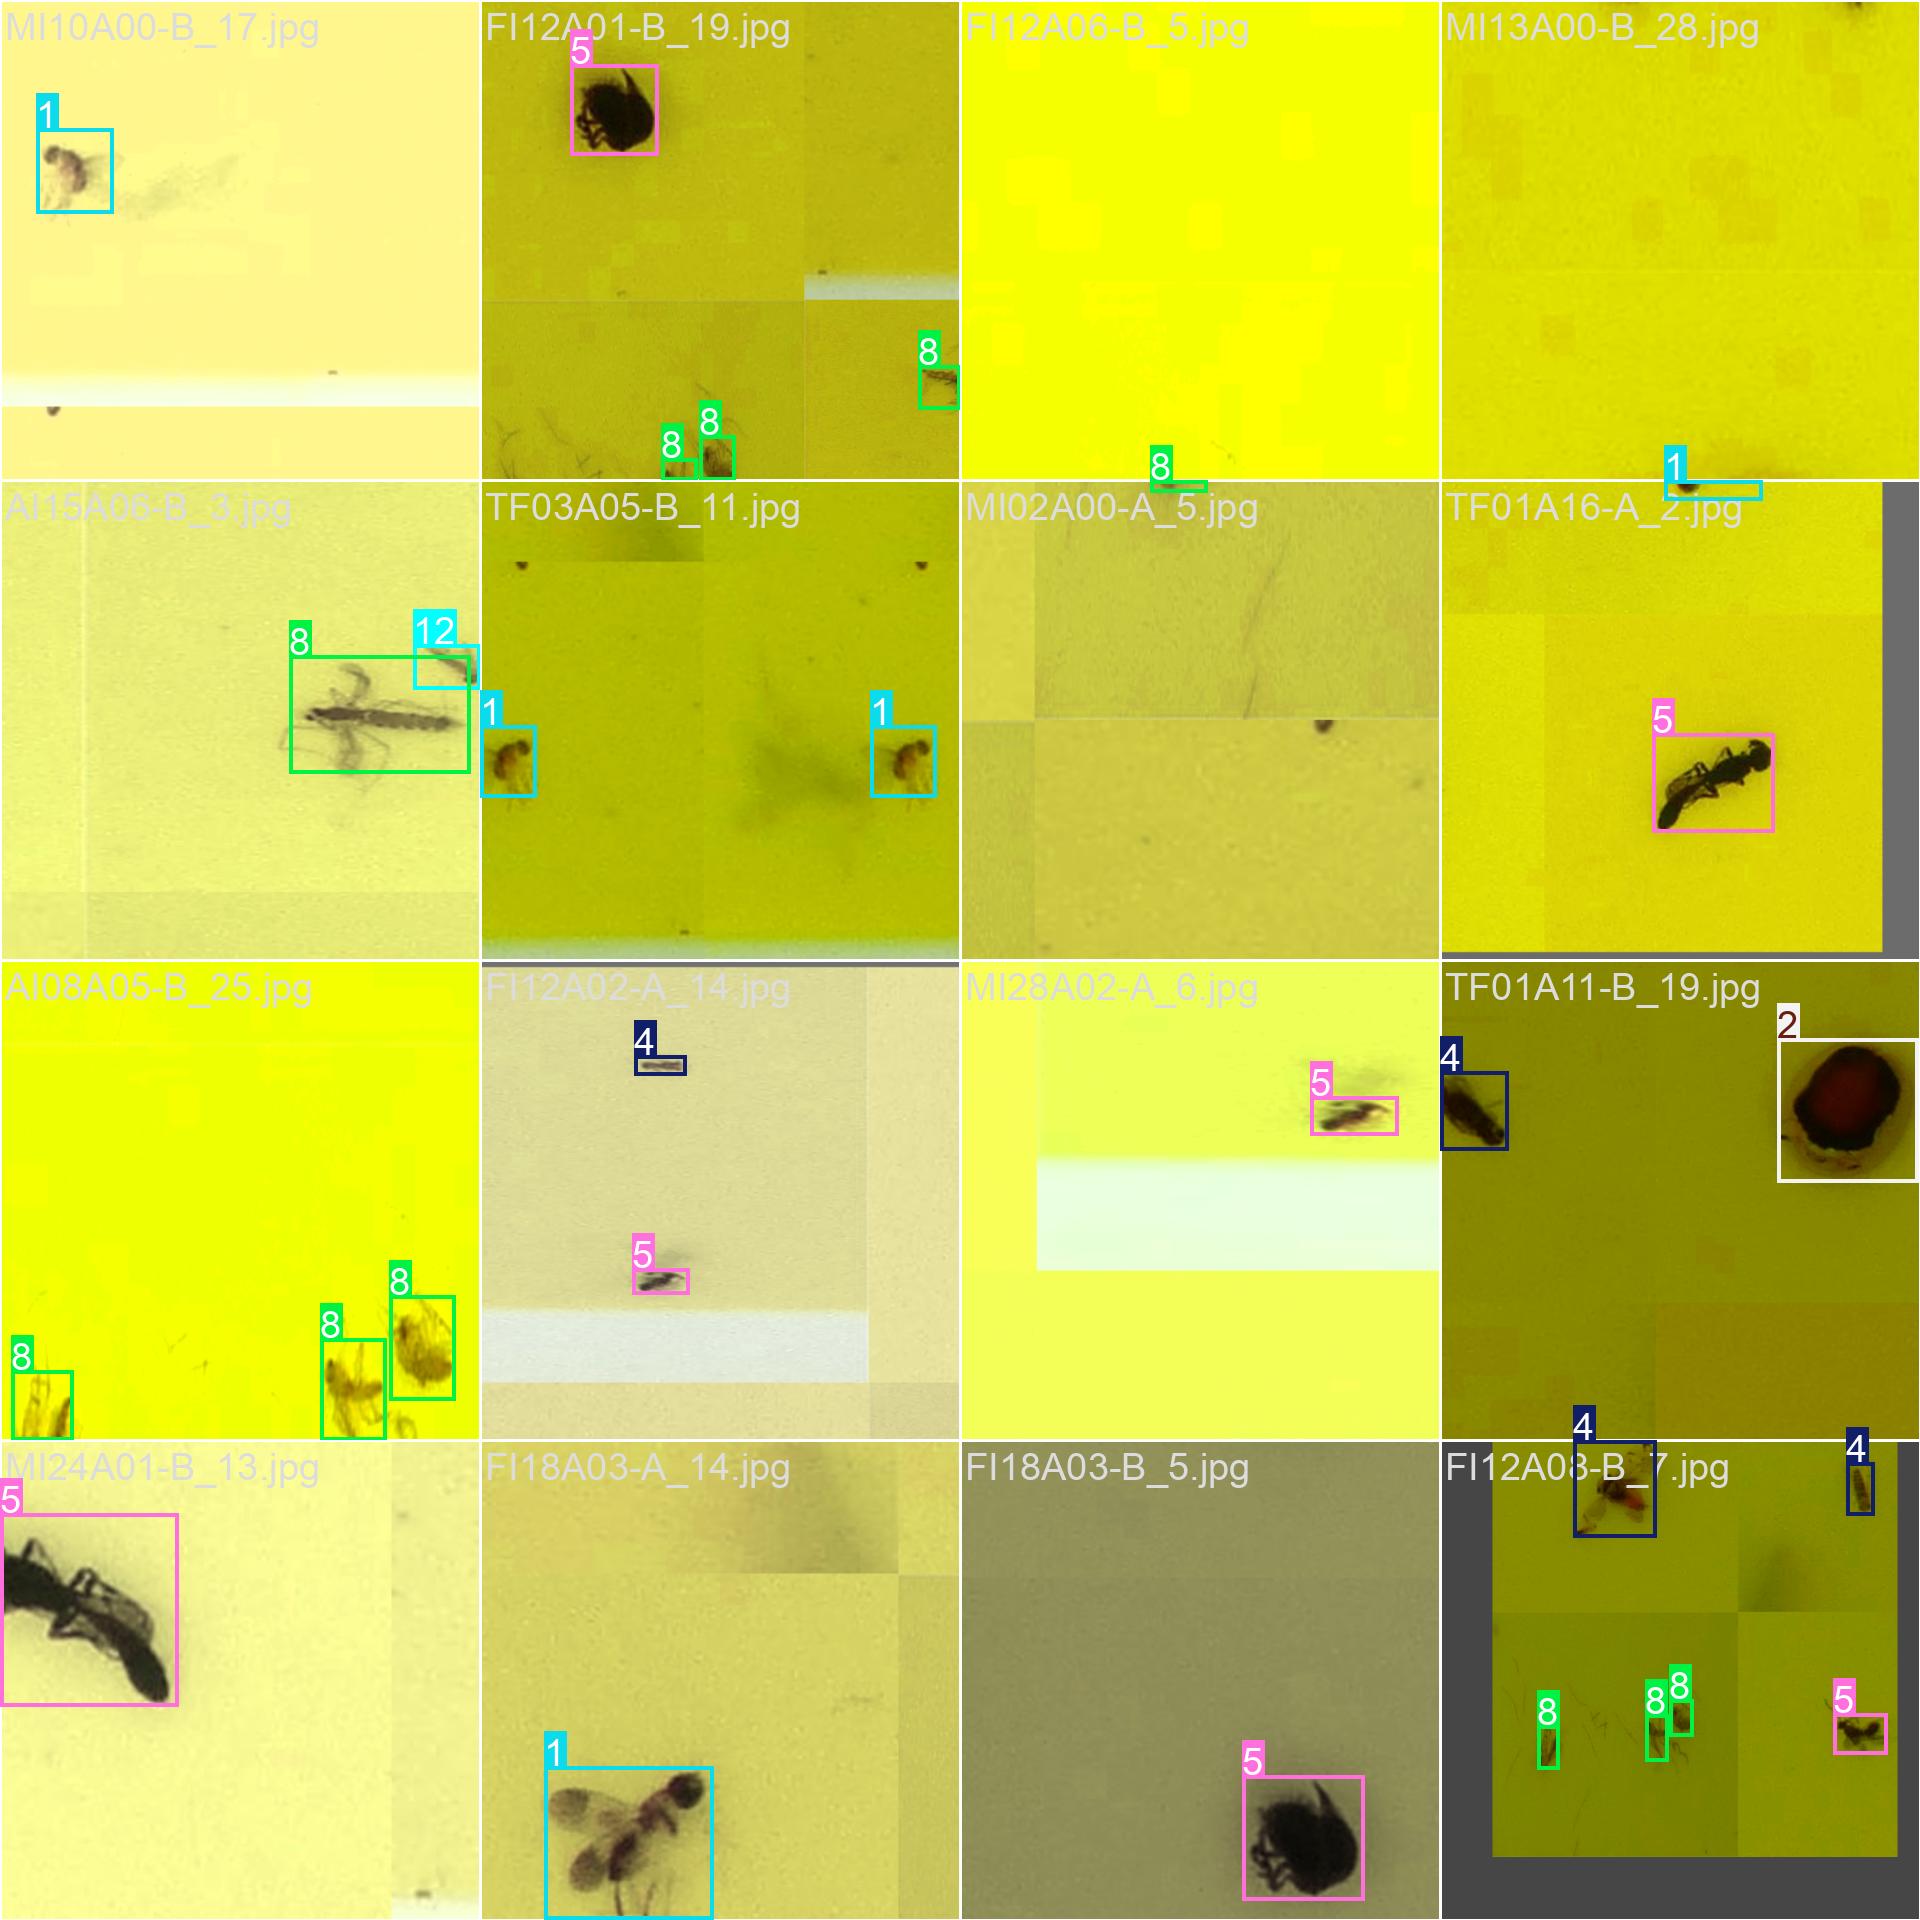 MI10A00-B_17.jpg
FI12A01-B_19.jpg
FI12A06-B_5.jpg
MI13A00-B_28.jpg
5
1
8
8
8
8
1
AI15A06-B_3.jpg
TF03A05-B_11.jpg
MI02A00-A_5.jpg
TF01A16-A_2.jpg
12
8
1
1
5
AI08A05-B_25.jpg
FI12A02-A_14.jpg
MI28A02-A_6.jpg
TF01A11-B_19.jpg
2
4
4
5
5
8
8
8
4
4
MI24A01-B_13.jpg
FI18A03-A_14.jpg
FI18A03-B_5.jpg
FI12A08-B_7.jpg
5
8
8
8
5
1
5